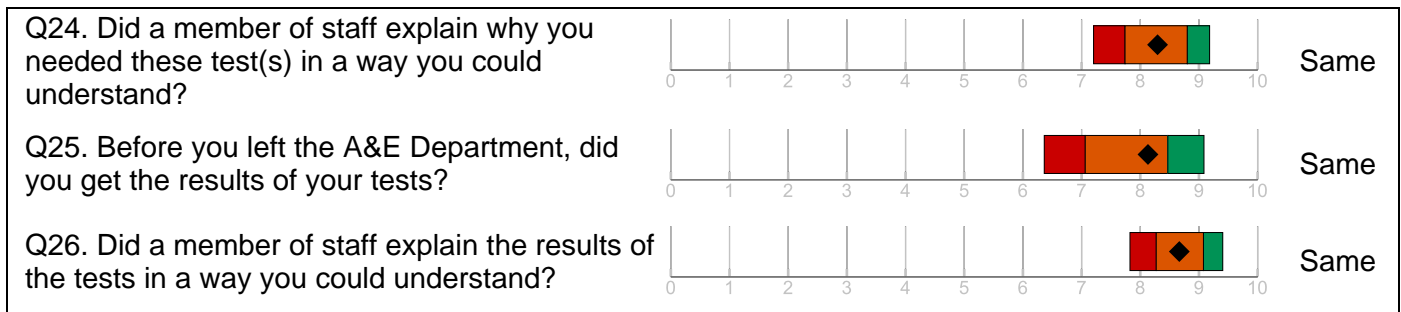 Q24. Did a member of staff explain why you
needed these test(s) in a way you could
understand?
0 1 2 3 4 5 6 7 8 9 10
Same
Q25. Before you left the A&E Department, did
you get the results of your tests?
0 1 2 3 4 5 6 7 8 9 10
Same
Q26. Did a member of staff explain the results of
the tests in a way you could understand?
0 1 2 3 4 5 6 7 8 9 10
Same